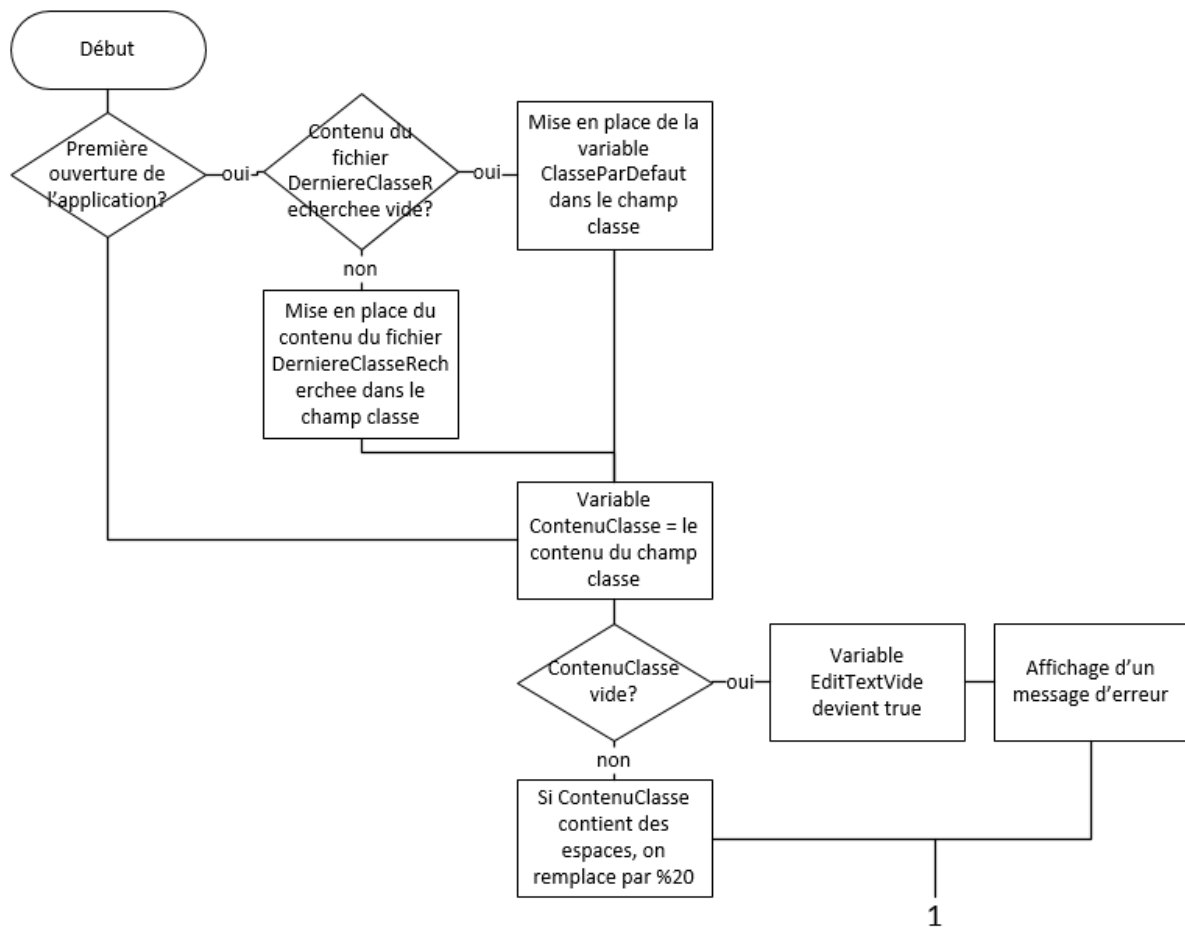 Début
Première
ouverture de
l'application?
oui
Contenu du
fichier
DerniereClasseR
echerchee vide?
oui
Mise en place de la
variable
ClasseParDefaut
dans le champ
classe
non
Mise en place du
contenu du fichier
DerniereClasseRech
erchee dans le
champ classe
Variable
ContenuClasse = le
contenu du champ
classe
ContenuClasse
vide?
oui
Variable
EditTextVide
devient true
Affichage d'un
message d'erreur
non
Si ContenuClasse
contient des
espaces, on
remplace par %20
1